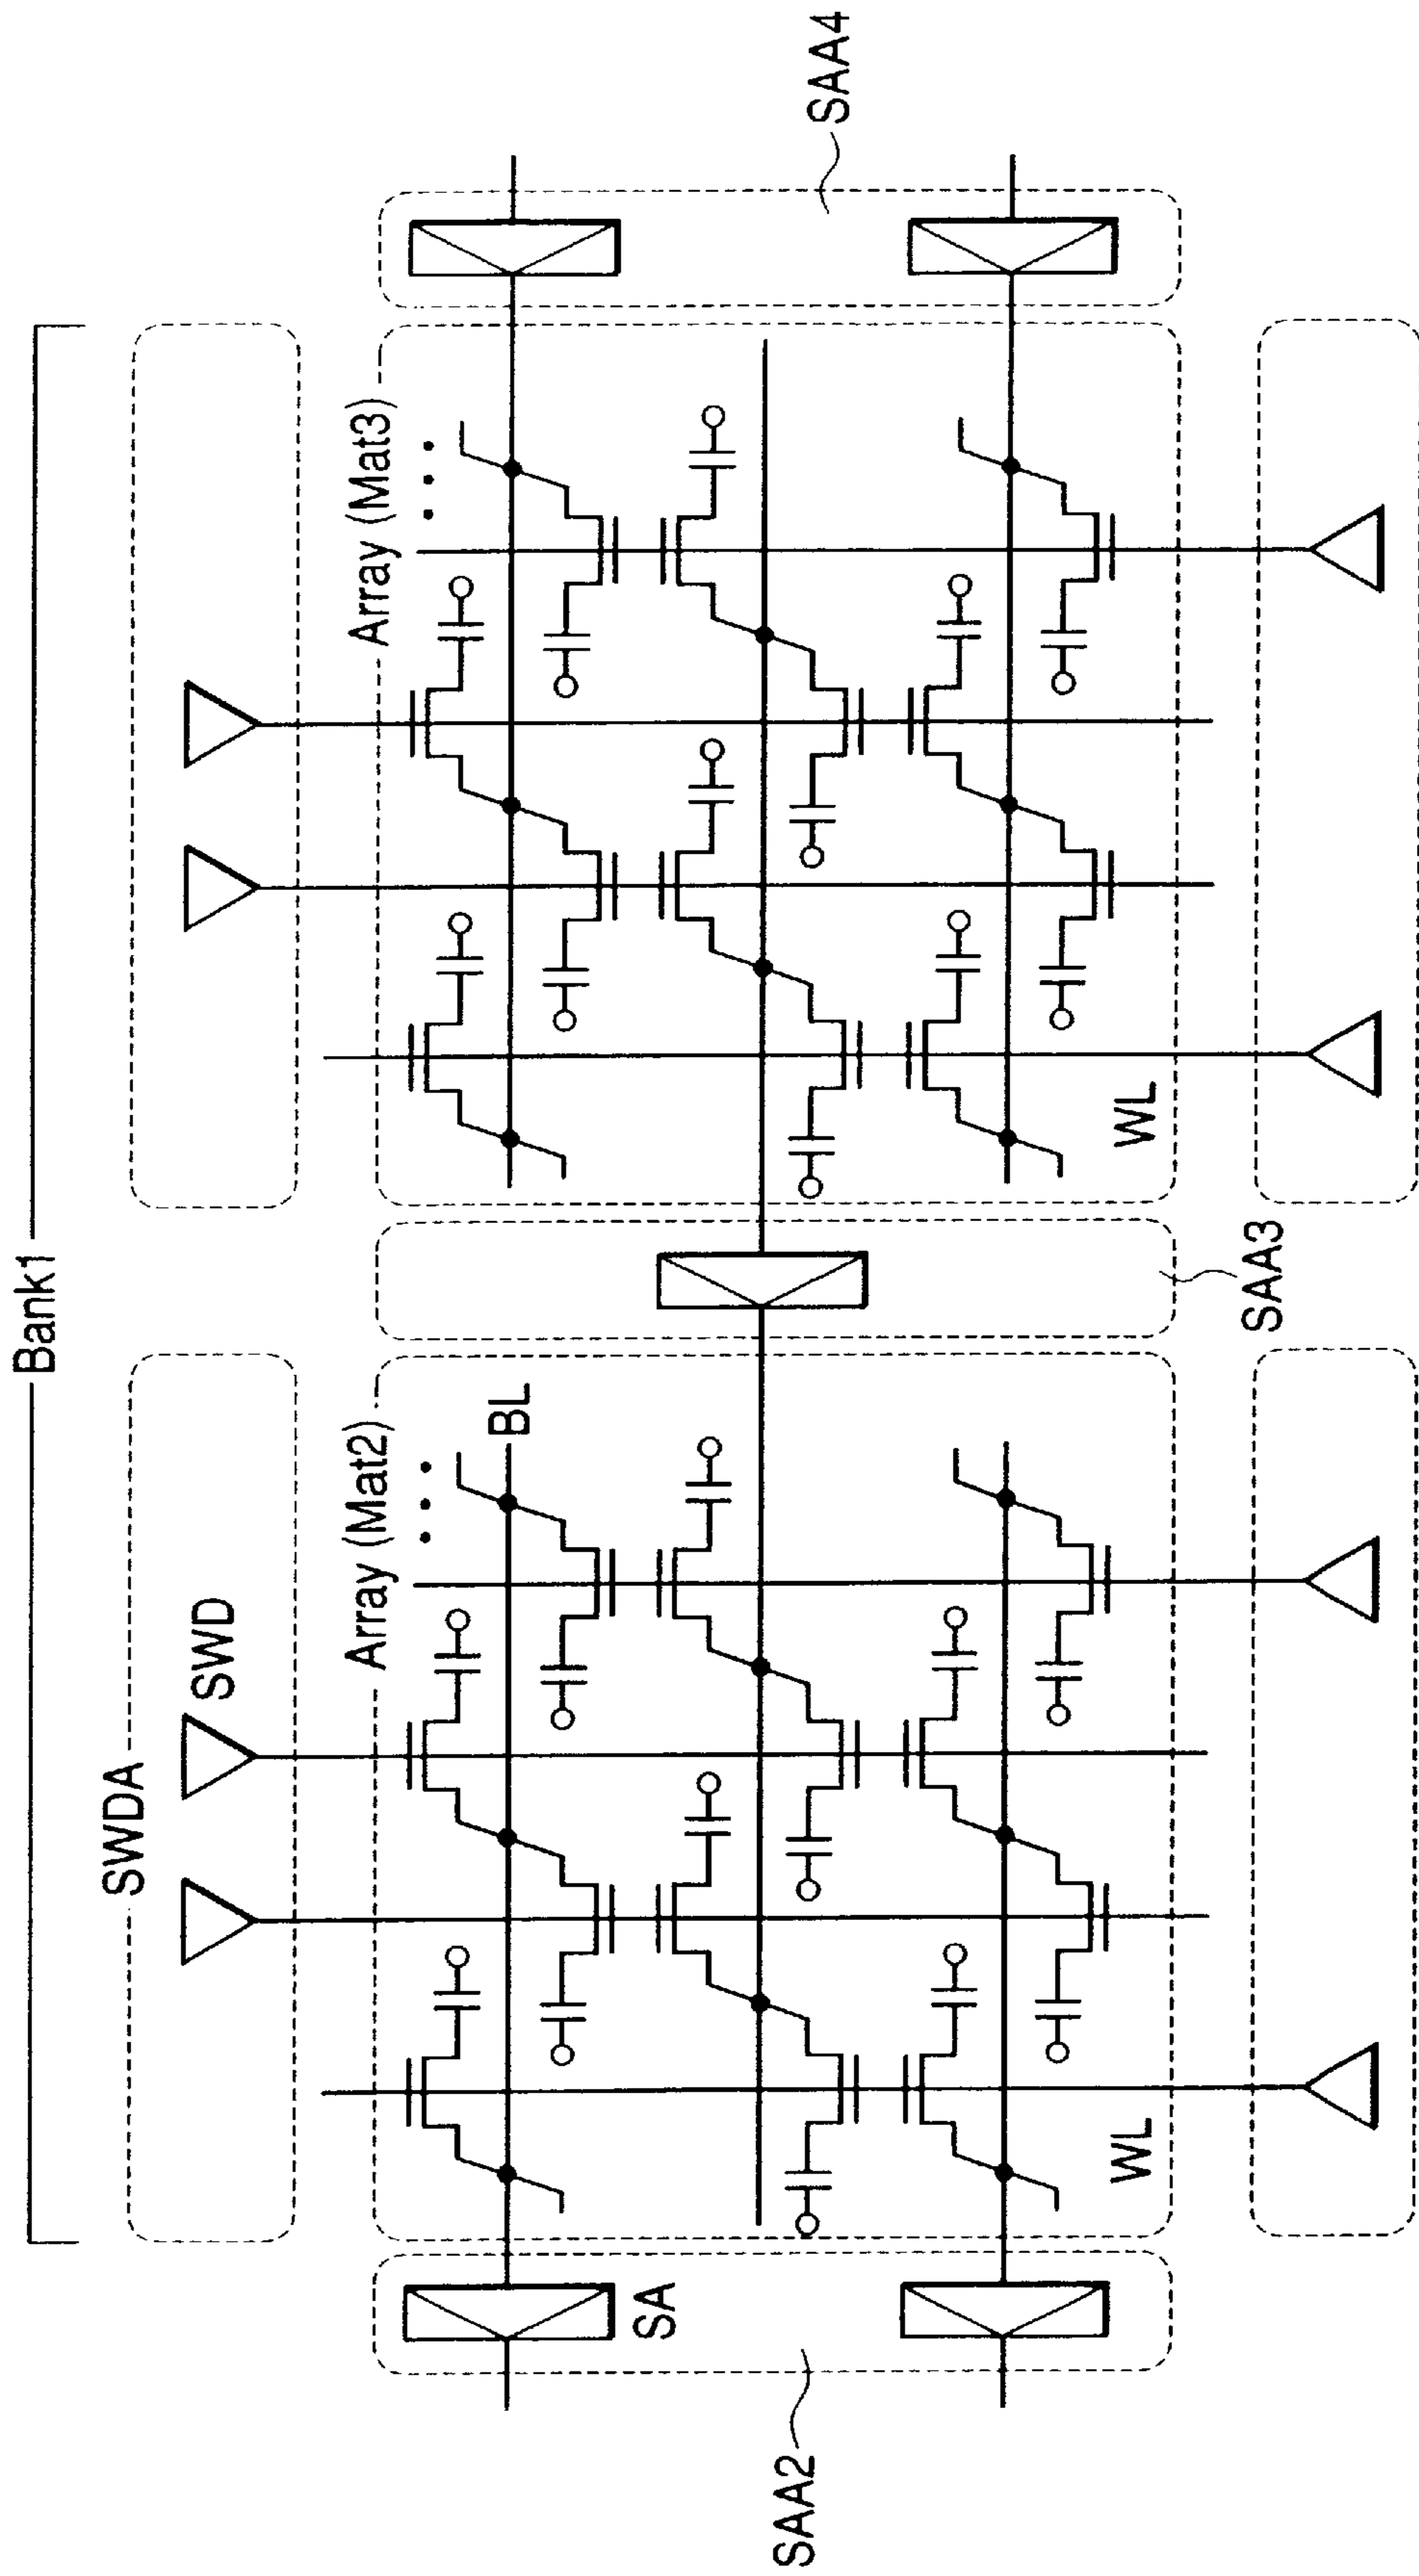 Bank1
SWDA
SWD
Array (Mat2)
Array (Mat3)
BL
SA
WL
WL
SAA2
SAA3
SAA4